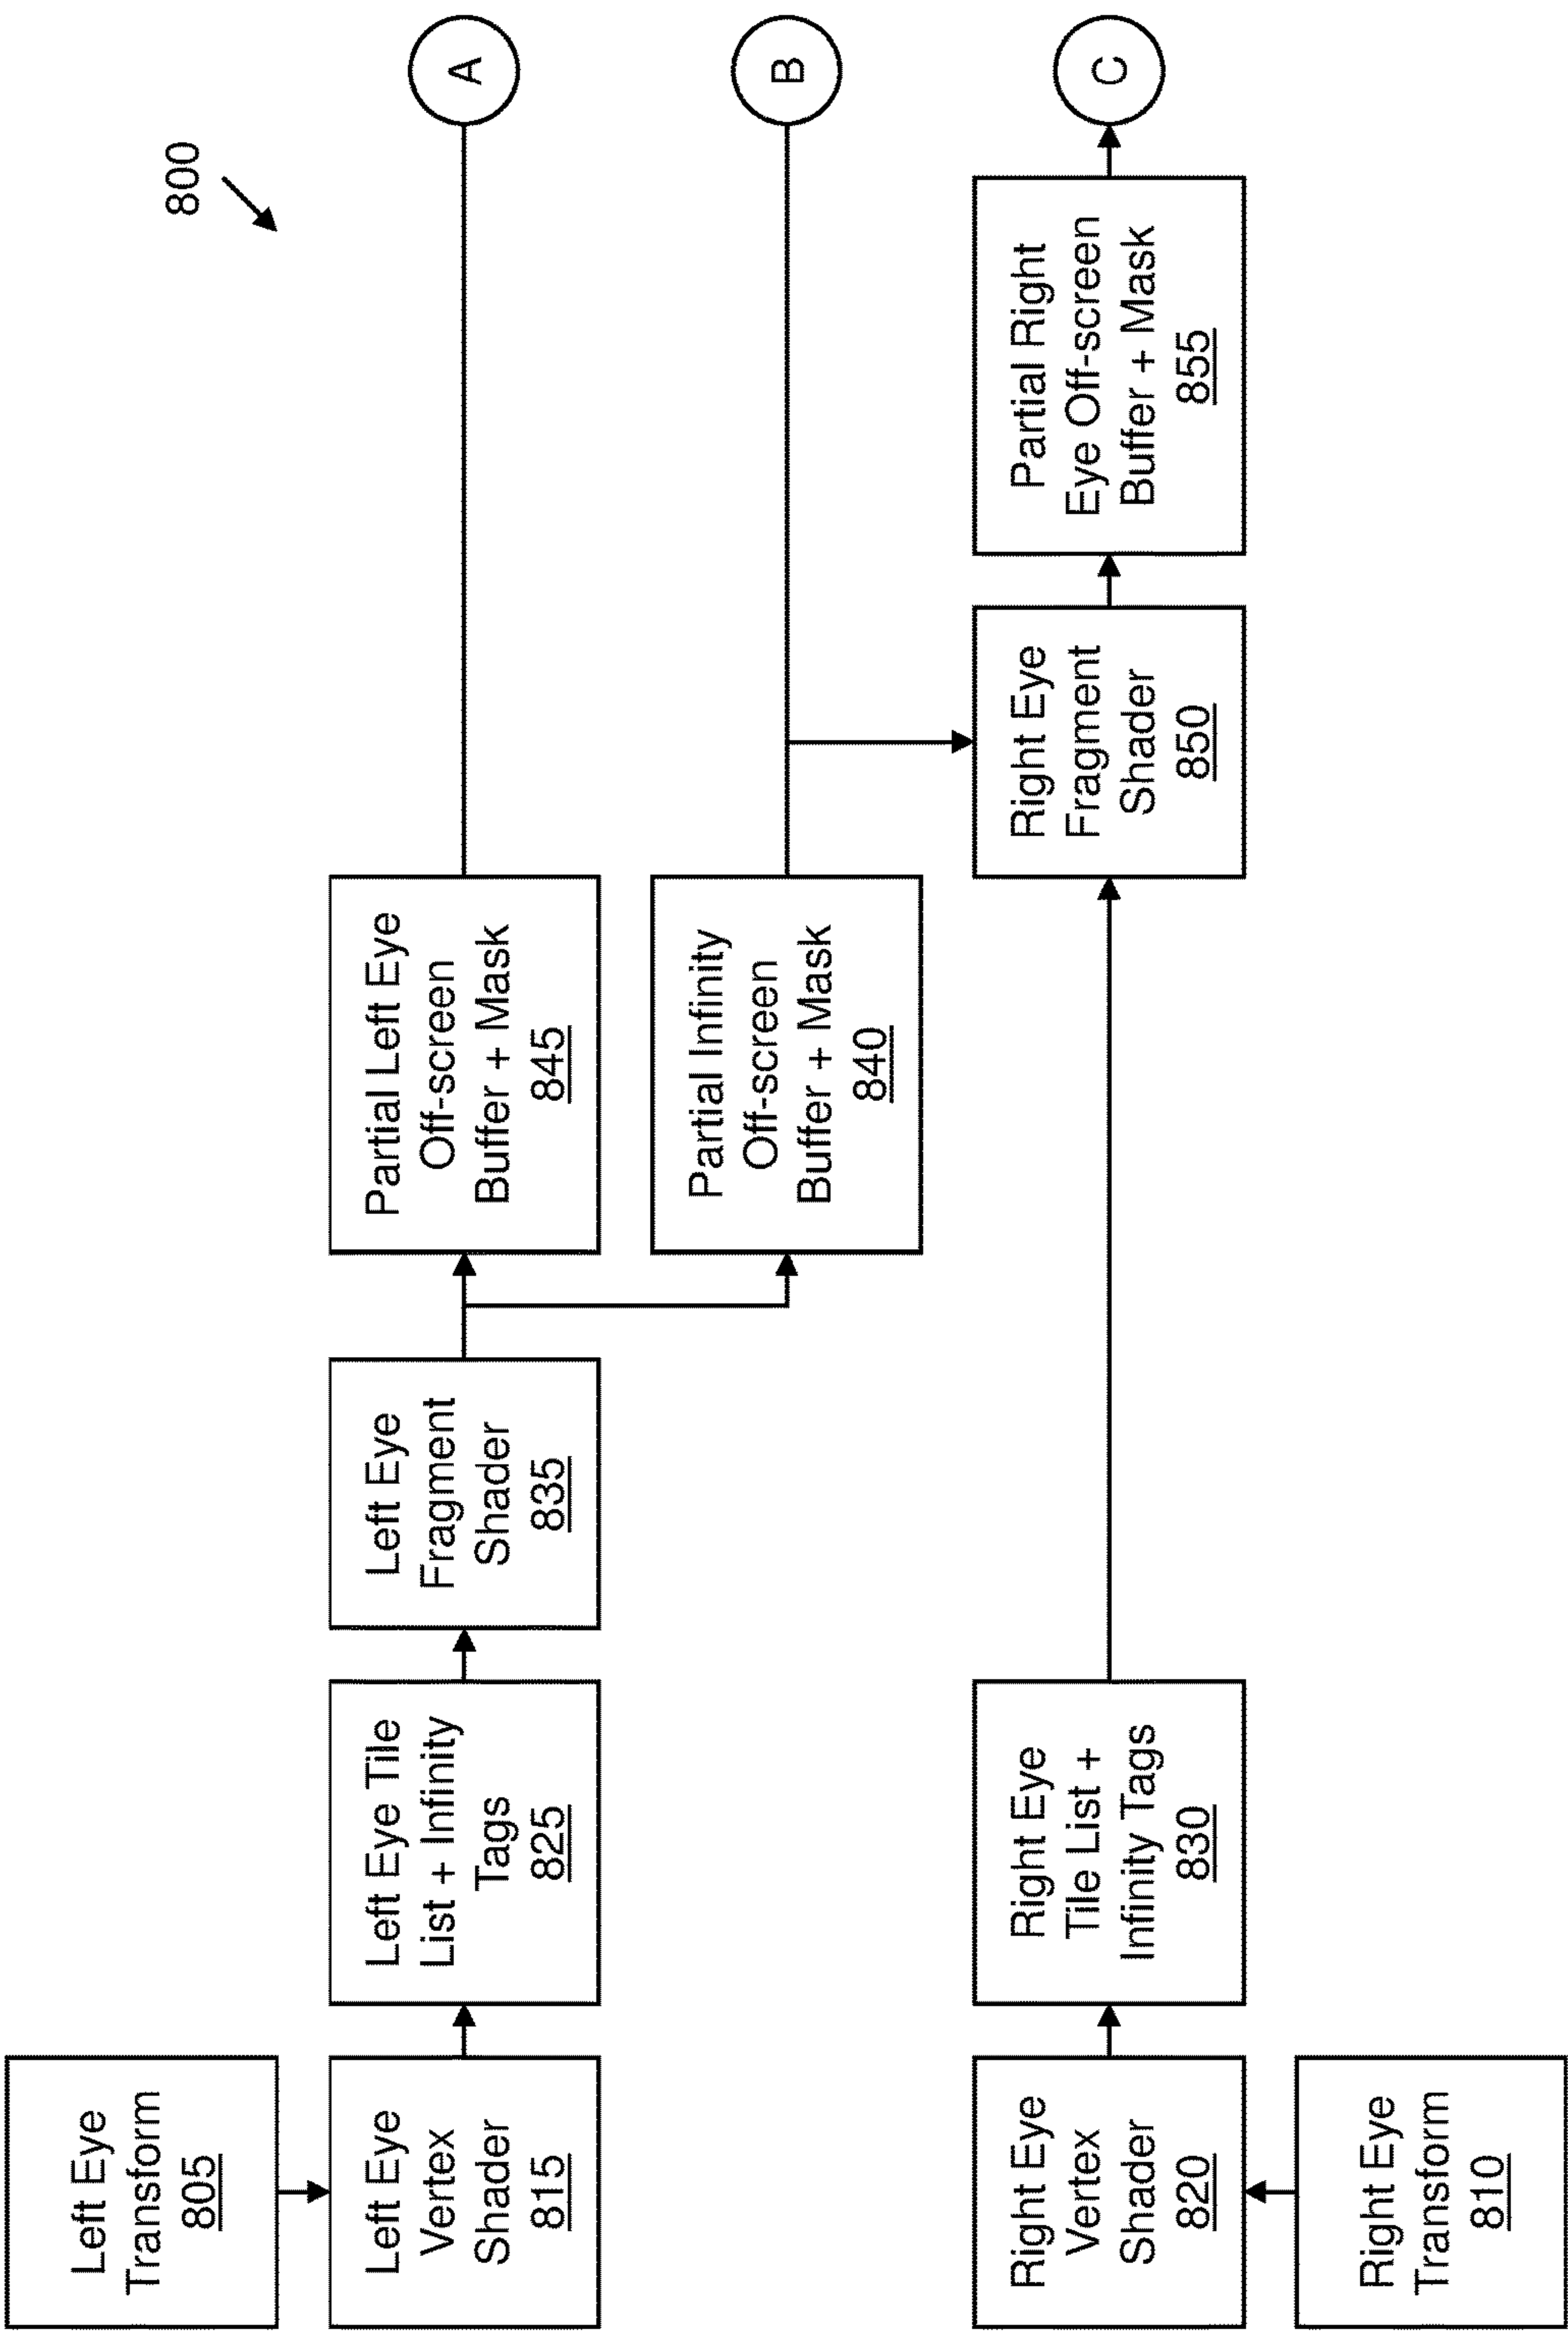 800
Left Eye
Transform
805
Left Eye
Vertex
Shader
815
Left Eye Tile
List + Infinity
Tags
825
Left Eye
Fragment
Shader
835
Partial Left Eye
Off-screen
Buffer + Mask
845
A
Partial Infinity
Off-screen
Buffer + Mask
840
B
Right Eye
Vertex
Shader
820
Right Eye
Tile List +
Infinity Tags
830
Right Eye
Fragment
Shader
850
Partial Right
Eye Off-screen
Buffer + Mask
855
C
Right Eye
Transform
810